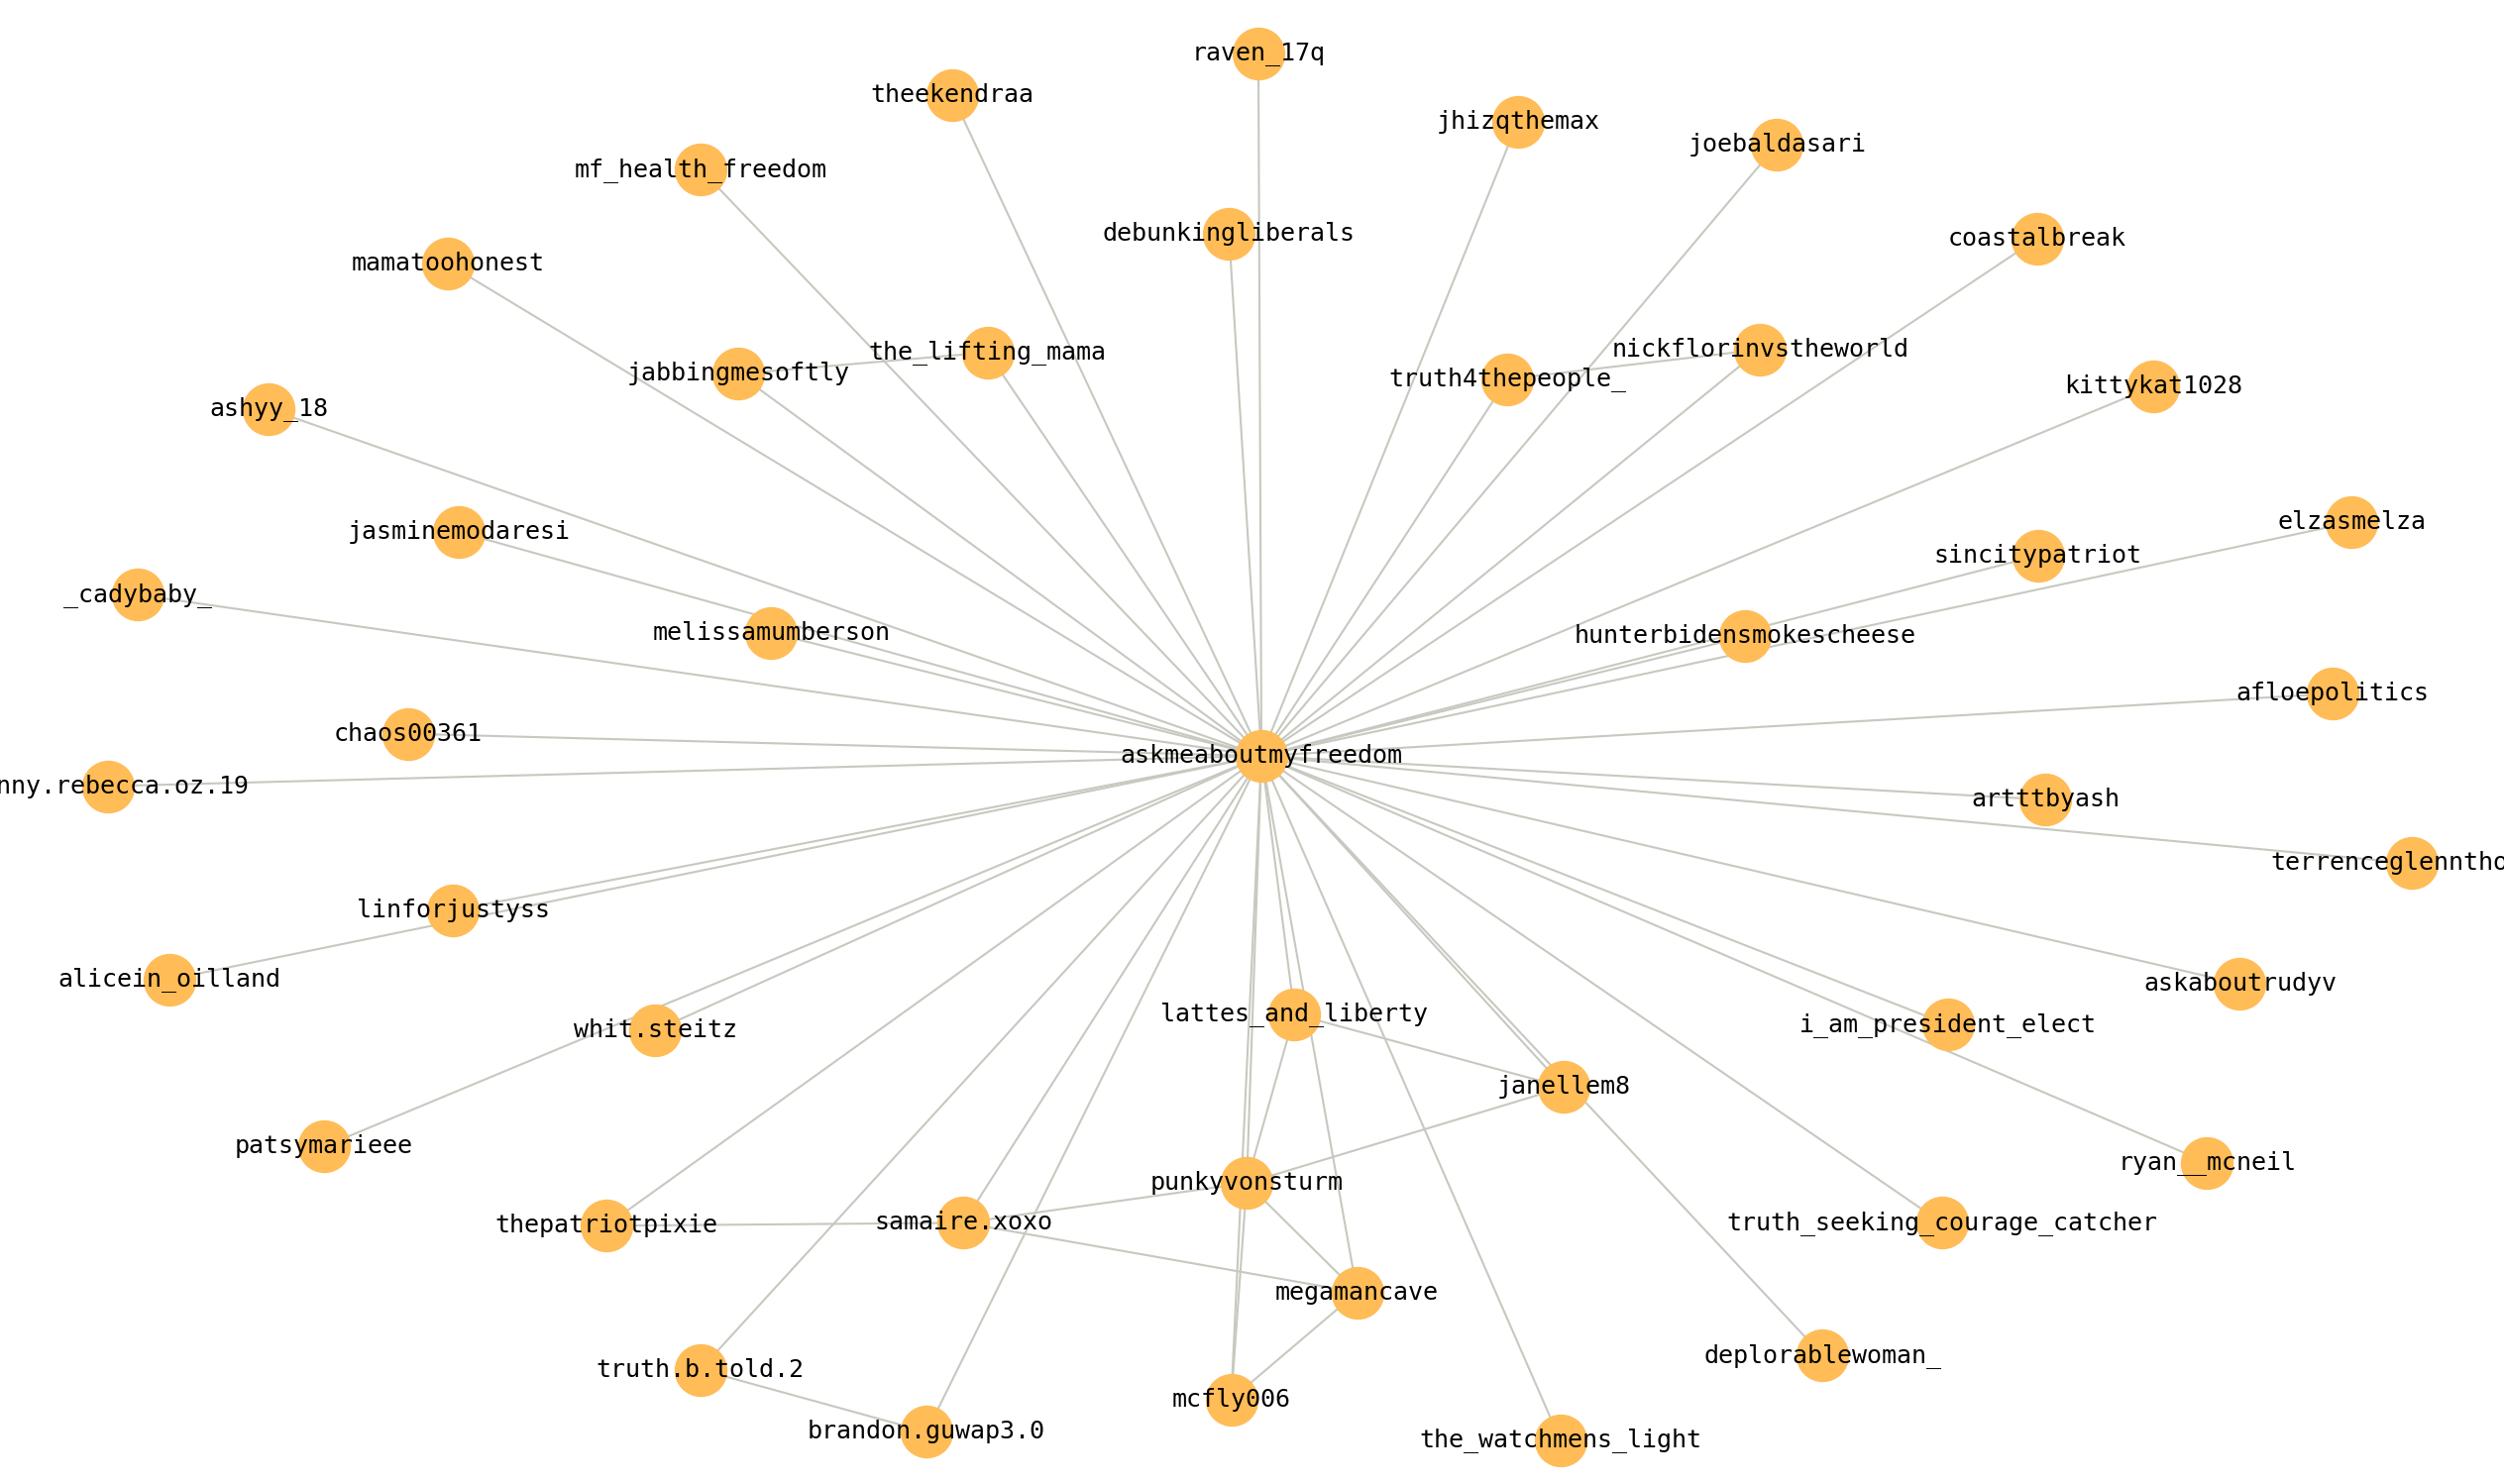 raven_17q
theekendraa
jhizqthemax
joebaldasari
mf_health_freedom
debunkingliberals
coastalbreak
mamatoohonest
the_lifting_mama
nickflorinvstheworld
jabbingmesoftly
truth4thepeople_
kittykat1028
ashyy_18
elzasmelza
jasminemodaresi
sincitypatriot
_cadybaby_
melissamumberson
hunterbidensmokescheese
afloepolitics
chaos00361
askmeaboutmyfreedom
nny.rebecca.oz.19
artttbyash
terrenceglenntho
linforjustyss
alicein_oilland
askaboutrudyv
lattes_and_liberty
i_am_president_elect
whit.steitz
janellem8
patsymarieee
ryan__mcneil
punkyvonsturm
thepatriotpixie
samaire.xoxo
truth_seeking_courage_catcher
megamancave
deplorablewoman_
truth.b.told.2
mcfly006
brandon.guwap3.0
the_watchmens_light